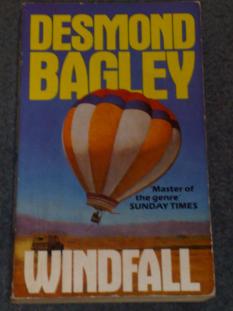 DESMOND
BAGLEY
Master of
the genre
SUNDAY TIMES
WINDFALL